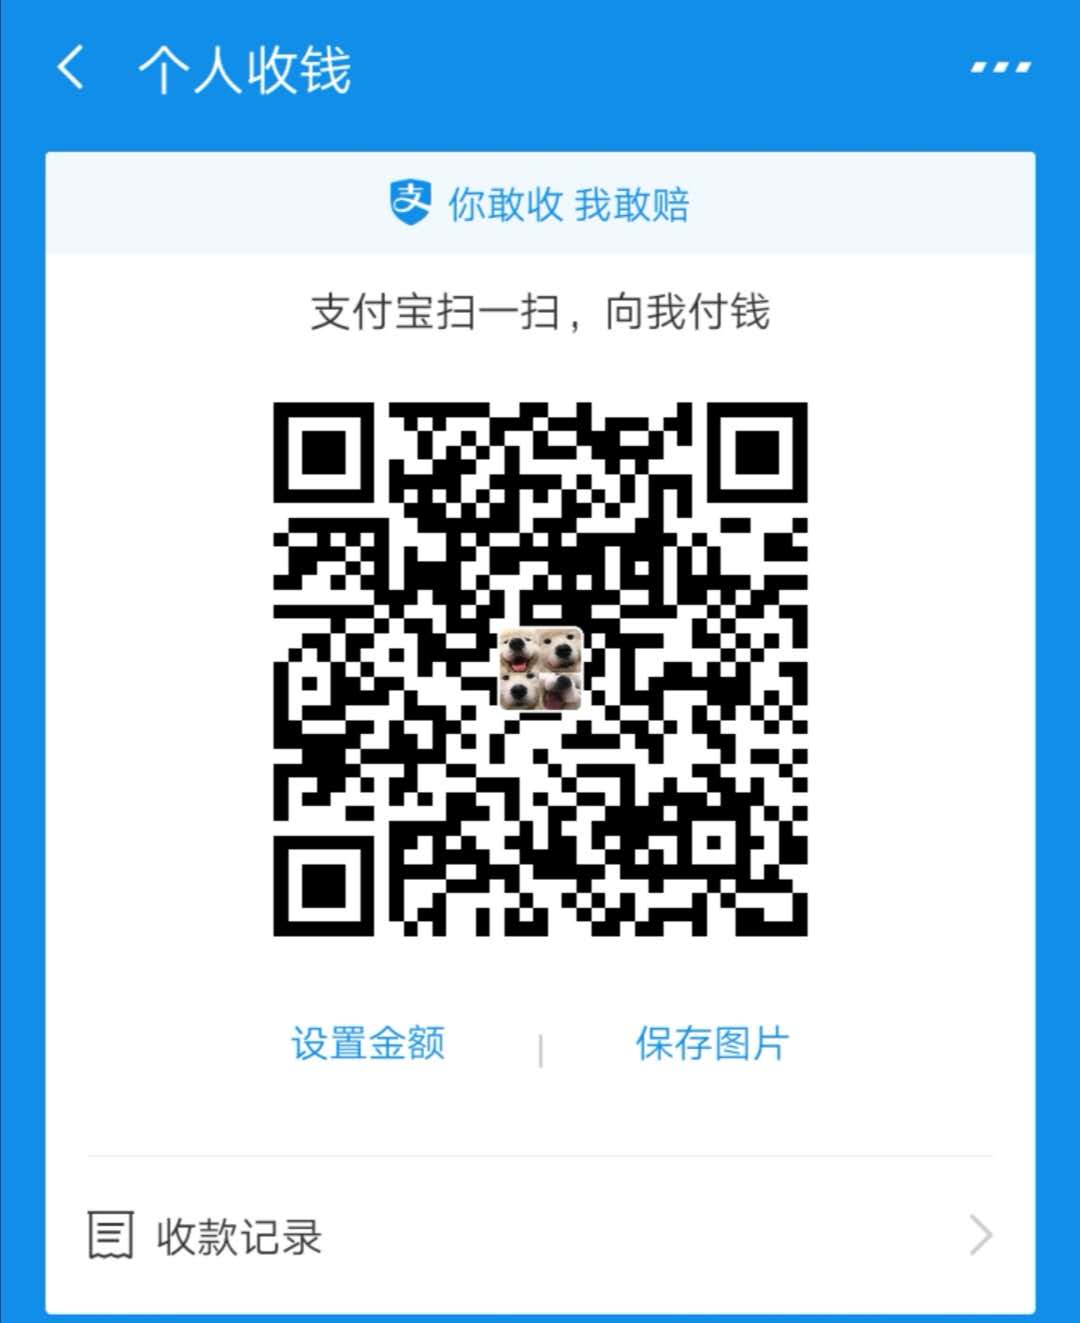 个人收钱
支 你敢收 我敢赔
支付宝扫一扫，向我付钱
设置金额 | 保存图片
收款记录